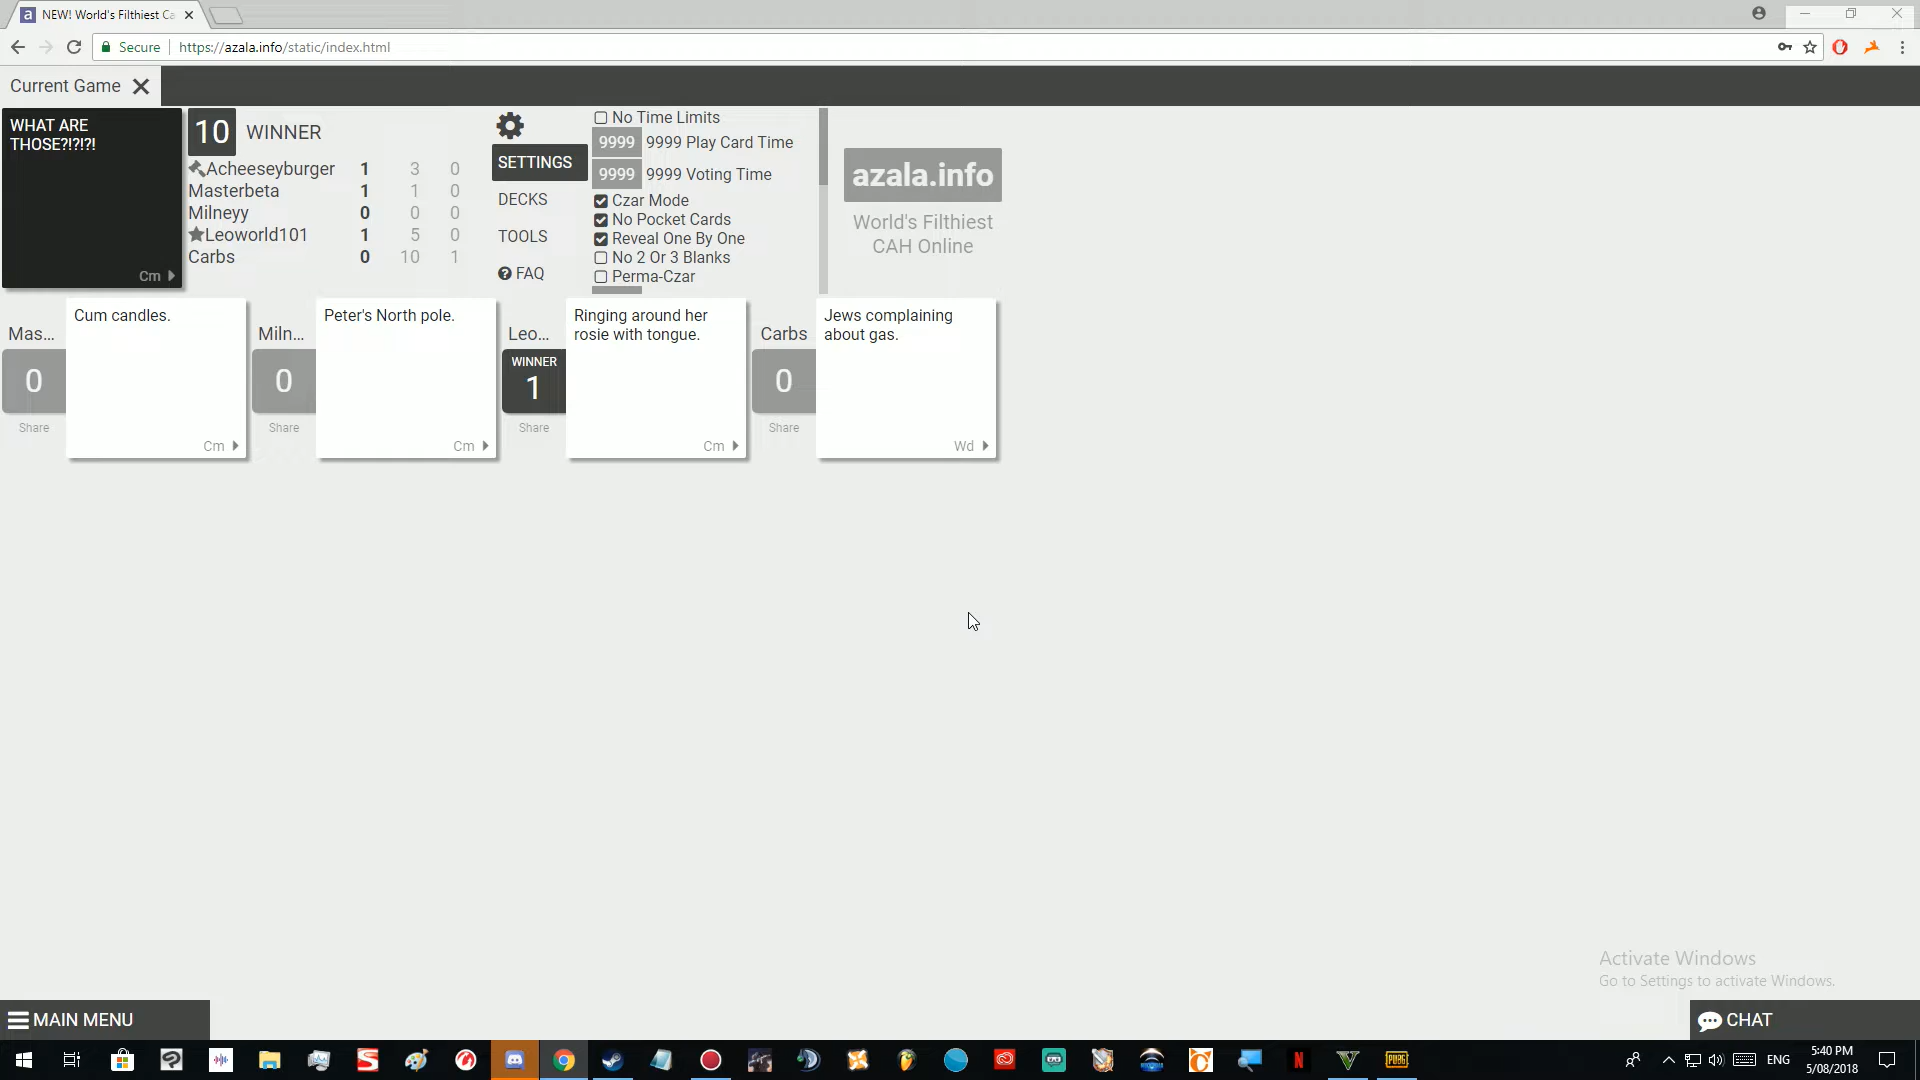 NEW! World's Filthiest Ca
Secure
https://azala.info/static/index.html
Current Game
WHAT ARE
THOSE?!?!?!
Cm
10 WINNER
Acheeseyburger 1 3 0
Masterbeta 1 1 0
Milneyy 0 0 0
Leoworld101 1 5 0
Carbs 0 10 1
SETTINGS
DECKS
TOOLS
FAQ
No Time Limits
9999 9999 Play Card Time
9999 9999 Voting Time
Czar Mode
No Pocket Cards
Reveal One By One
No 2 Or 3 Blanks
Perma-Czar
azala.info
World's Filthiest
CAH Online
Mas...
0
Share
Cum candles.
Cm
Miln...
0
Share
Peter's North pole.
Cm
Leo...
WINNER
1
Share
Ringing around her
rosie with tongue.
Cm
Carbs
0
Share
Jews complaining
about gas.
Wd
Activate Windows
Go to Settings to activate Windows.
MAIN MENU
CHAT
ENG
5:40 PM
5/08/2018